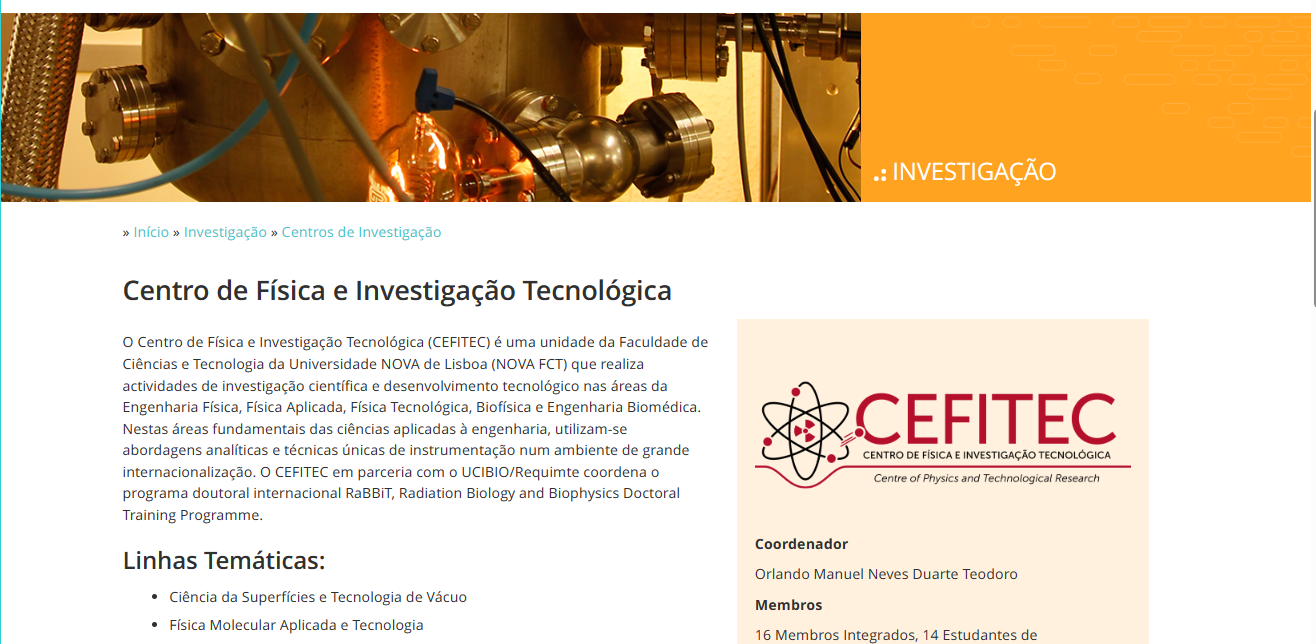 .: INVESTIGAÇÃO
» Início » Investigação » Centros de Investigação
Centro de Física e Investigação Tecnológica
O Centro de Física e Investigação Tecnológica (CEFITEC) é uma unidade da Faculdade de
Ciências e Tecnologia da Universidade NOVA de Lisboa (NOVA FCT) que realiza
actividades de investigação científica e desenvolvimento tecnológico nas áreas da
Engenharia Física, Física Aplicada, Física Tecnológica, Biofísica e Engenharia Biomédica.
Nestas áreas fundamentais das ciências aplicadas à engenharia, utilizam-se
abordagens analíticas e técnicas únicas de instrumentação num ambiente de grande
internacionalização. O CEFITEC em parceria com o UCIBIO/Requimte coordena o
programa doutoral internacional RaBBiT, Radiation Biology and Biophysics Doctoral
Training Programme.
Linhas Temáticas:
• Ciência da Superfícies e Tecnologia de Vácuo
• Física Molecular Aplicada e Tecnologia
CEFITEC
CENTRO DE FÍSICA E INVESTIGAÇÃO TECNOLÓGICA
Centre of Physics and Technological Research
Coordenador
Orlando Manuel Neves Duarte Teodoro
Membros
16 Membros Integrados, 14 Estudantes de